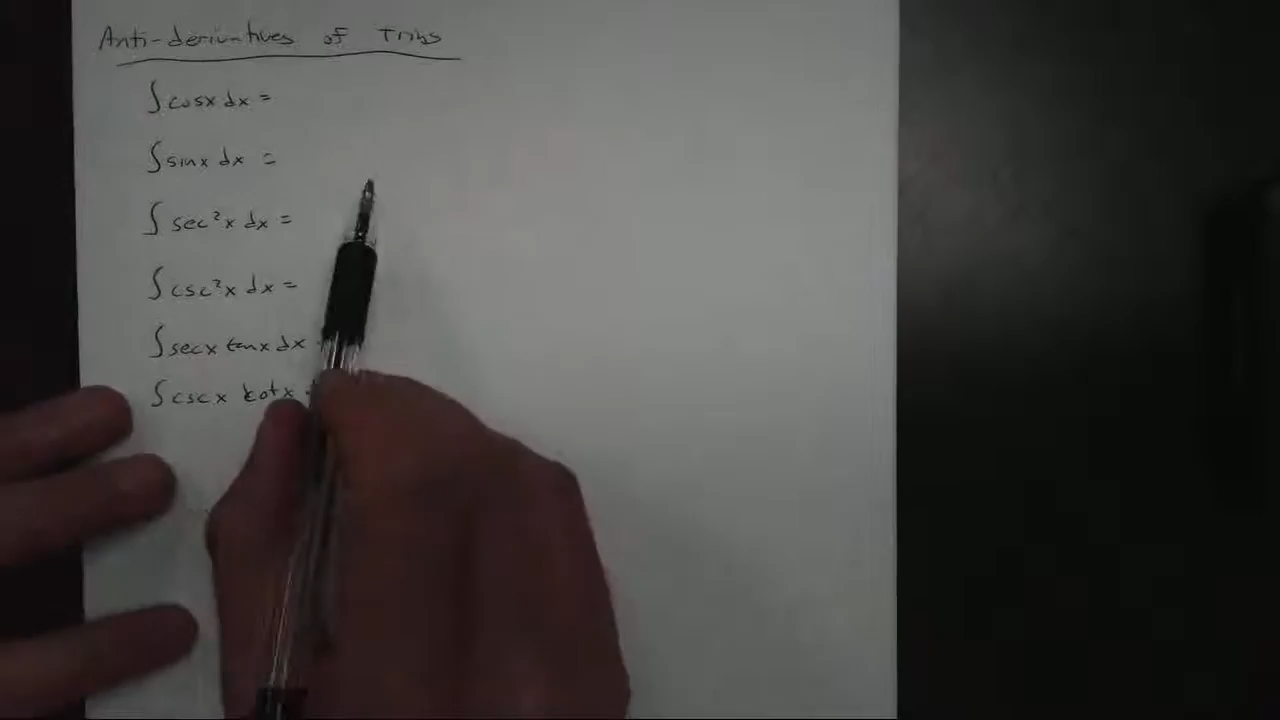 Anti-derivatives of Trigs
∫ cosx dx =
∫ sinx dx =
∫ sec²x dx =
∫ csc²x dx =
∫ secx tanx dx
∫ cscx cotx